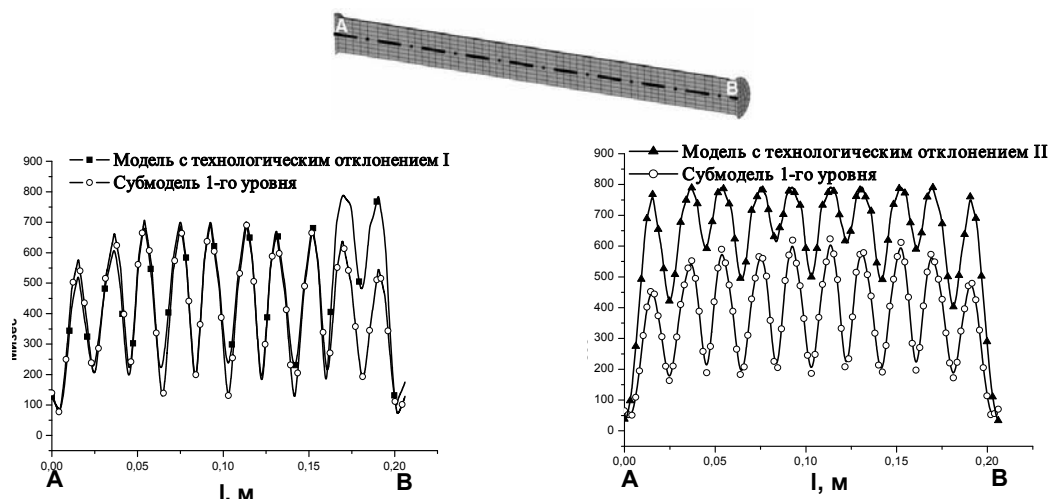 A
B
Модель с технологическим отклонением I
Субмодель 1-го уровня
900
800
700
600
500
400
300
200
100
0
0,00
0,05
0,10
0,15
0,20
A
l, м
B
Модель с технологическим отклонением II
Субмодель 1-го уровня
900
800
700
600
500
400
300
200
100
0
0,00
0,05
0,10
0,15
0,20
A
l, м
B